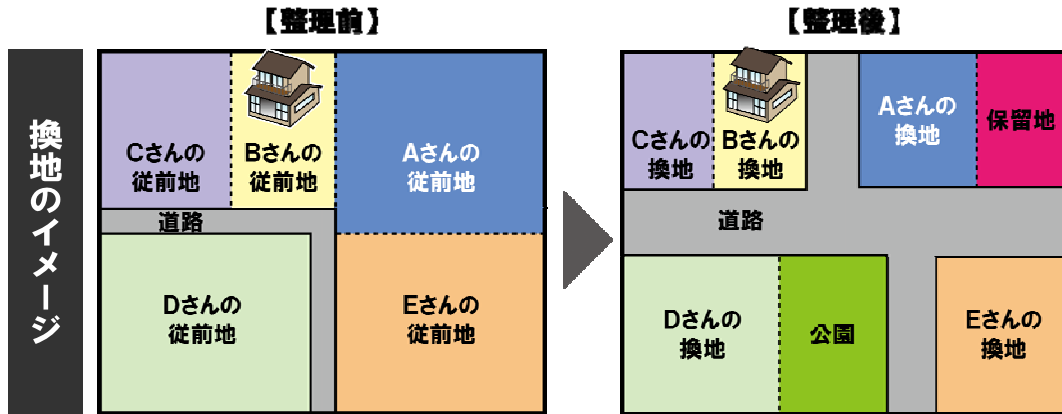 換地のイメージ
【整理前】
Cさんの
従前地
Bさんの
従前地
Aさんの
従前地
道路
Dさんの
従前地
Eさんの
従前地
【整理後】
Cさんの
換地
Bさんの
換地
Aさんの
換地
保留地
道路
Dさんの
換地
公園
Eさんの
換地